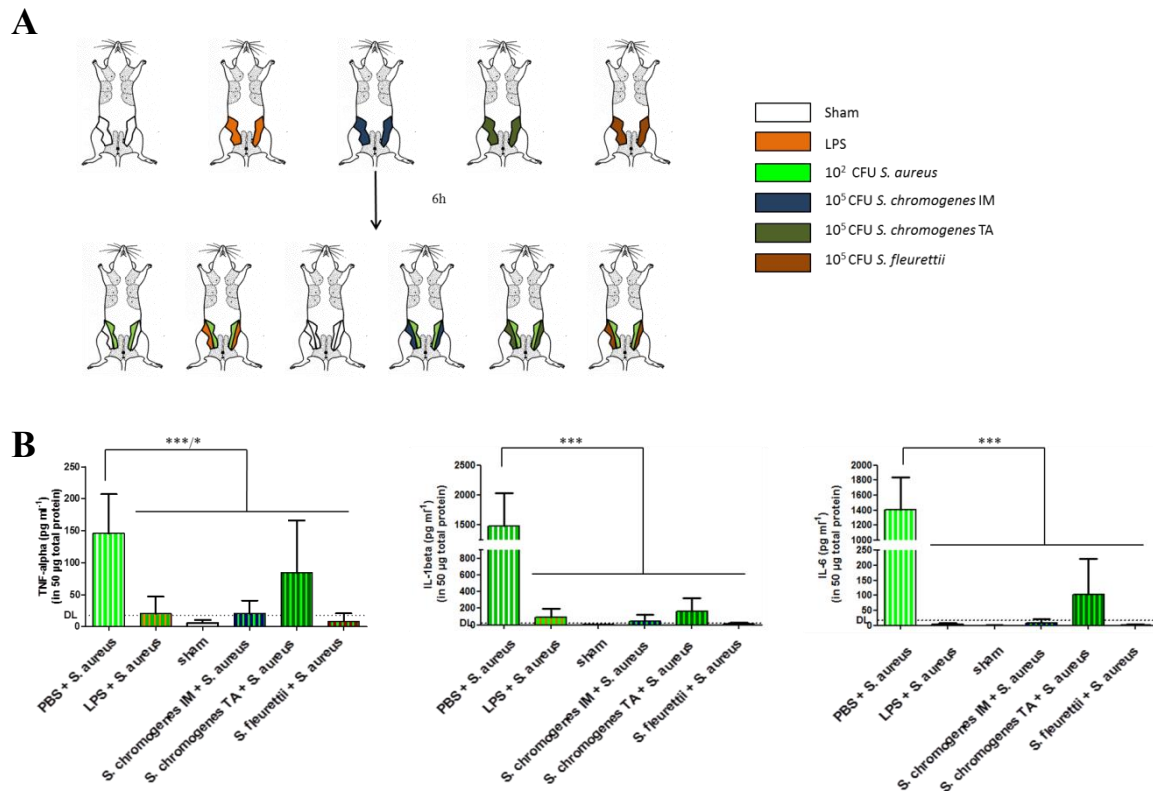 A
Sham
LPS
10² CFU S. aureus
10⁵ CFU S. chromogenes IM
10⁵ CFU S. chromogenes TA
10⁵ CFU S. fleurettii
6h
B
***/*
TNF-alpha (pg ml⁻¹)
(in 50 µg total protein)
250
200
150
100
50
DL
0
PBS + S. aureus
LPS + S. aureus
sham
S. chromogenes IM + S. aureus
S. chromogenes TA + S. aureus
S. fleurettii + S. aureus
***
IL-1beta (pg ml⁻¹)
(in 50 µg total protein)
2500
2000
1500
1000
800
600
400
200
DL
0
PBS + S. aureus
LPS + S. aureus
sham
S. chromogenes IM + S. aureus
S. chromogenes TA + S. aureus
S. fleurettii + S. aureus
***
IL-6 (pg ml⁻¹)
(in 50 µg total protein)
2000
1800
1600
1400
1200
1000
800
600
400
250
200
150
100
50
DL
0
PBS + S. aureus
LPS + S. aureus
sham
S. chromogenes IM + S. aureus
S. chromogenes TA + S. aureus
S. fleurettii + S. aureus